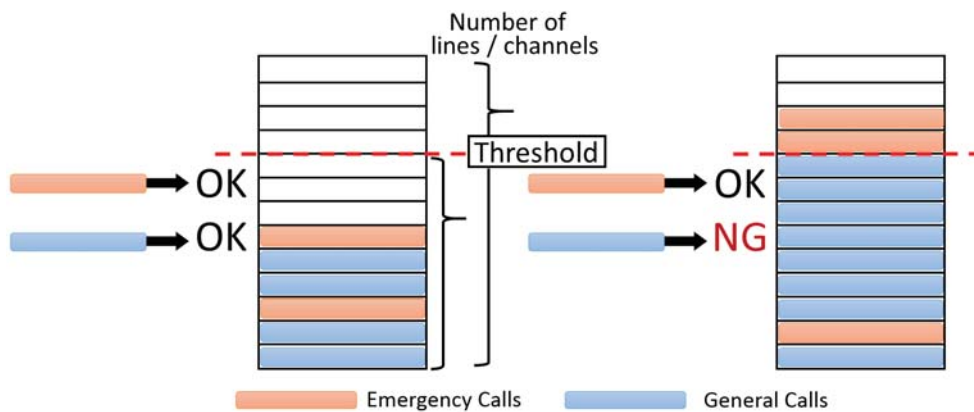 Number of
lines / channels
Threshold
OK
OK
OK
NG
Emergency Calls
General Calls